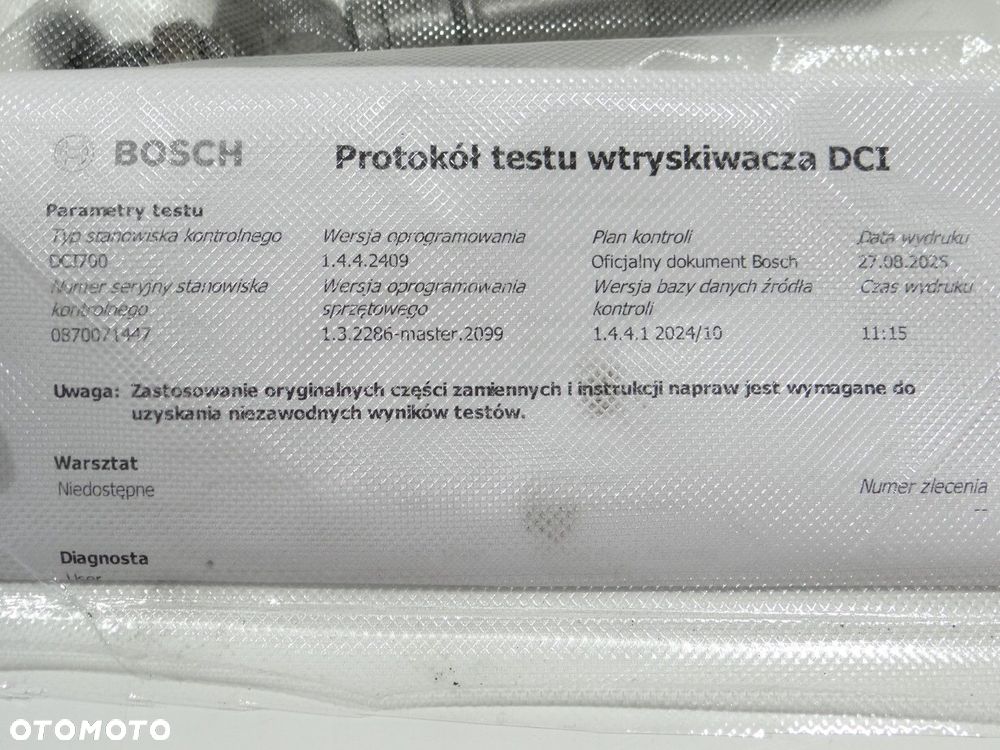 BOSCH
Protokół testu wtryskiwacza DCI
Parametry testu
Typ stanowiska kontrolnego Wersja oprogramowania Plan kontroli Data wydruku
DCI700 1.4.4.2409 Oficjalny dokument Bosch 27.08.2025
Numer seryjny stanowiska Wersja oprogramowania Wersja bazy danych źródła Czas wydruku
kontrolnego sprzętowego kontroli
0870071447 1.3.2286-master.2099 1.4.4.1 2024/10 11:15
Uwaga: Zastosowanie oryginalnych części zamiennych i instrukcji napraw jest wymagane do
uzyskania niezawodnych wyników testów.
Warsztat
Niedostępne Numer zlecenia
--
Diagnosta
User
OTOMOTO